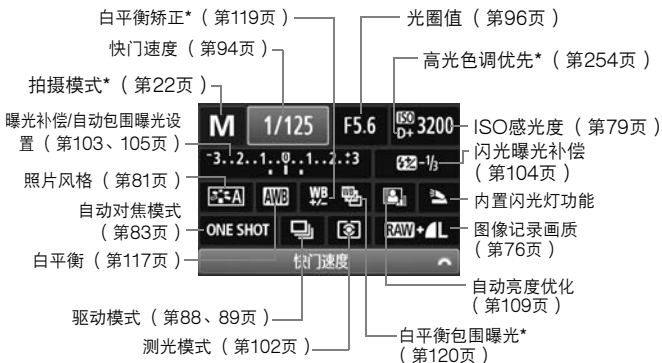 白平衡矫正*（第119页）
光圈值（第96页）
快门速度（第94页）
高光色调优先*（第254页）
拍摄模式*（第22页）
M 1/125 F5.6 ISO D+ 3200
ISO感光度（第79页）
曝光补偿/自动包围曝光设
置（第103、105页）
-3..2..1..0..1..2.:3
-1/3
闪光曝光补偿
（第104页）
照片风格（第81页）
A AWB WB +/- WB
内置闪光灯功能
自动对焦模式
（第83页）
ONE SHOT RAW+L
图像记录画质
（第76页）
白平衡（第117页）
快门速度
自动亮度优化
（第109页）
驱动模式（第88、89页）
白平衡包围曝光*
（第120页）
测光模式（第102页）